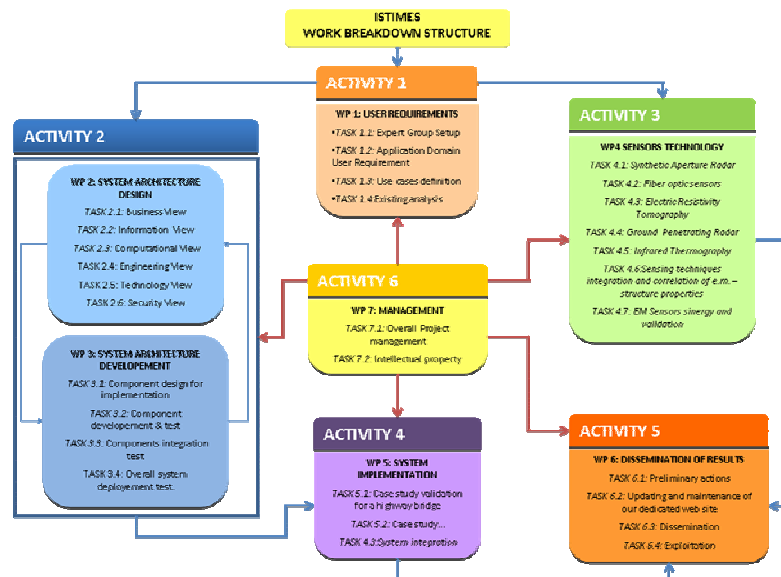 ISTIMES
WORK BREAKDOWN STRUCTURE
ACTIVITY 1
WP 1: USER REQUIREMENTS
•TASK 1.1: Expert Group Setup
•TASK 1.2: Application Domain
User Requirement
•TASK 1.3: Use cases definition
•TASK 1.4 Existing analysis
ACTIVITY 2
WP 2: SYSTEM ARCHITECTURE
DESIGN
TASK 2.1: Business View
TASK 2.2: Information View
TASK 2.3: Computational View
TASK 2.4: Engineering View
TASK 2.5: Technology View
TASK 2.6: Security View
WP 3: SYSTEM ARCHITECTURE
DEVELOPEMENT
TASK 3.1: Component design for
implementation
TASK 3.2: Component
developement & test
TASK 3.3: Components integration
test
TASK 3.4: Overall system
deployement test.
ACTIVITY 3
WP4 SENSORS TECHNOLOGY
TASK 4.1: Synthetic Aperture Radar
TASK 4.2: Fiber optic sensors
TASK 4.3: Electric Resistivity
Tomography
TASK 4.4: Ground Penetrating Radar
TASK 4.5: Infrared Thermography
TASK 4.6:Sensing techniques
integration and correlation of e.m. –
structure properties
TASK 4.7: EM Sensors sinergy and
validation
ACTIVITY 6
WP 7: MANAGEMENT
TASK 7.1: Overall Project
management
TASK 7.2: Intellectual property
ACTIVITY 4
WP 5: SYSTEM
IMPLEMENTATION
TASK 5.1: Case study validation
for a highway bridge
TASK 5.2: Case study...
TASK 4.3:System integration
ACTIVITY 5
WP 6: DISSEMINATION OF RESULTS
TASK 6.1: Preliminary actions
TASK 6.2: Updating and maintenance of
our dedicated web site
TASK 6.3: Dissemination
TASK 6.4: Exploitation